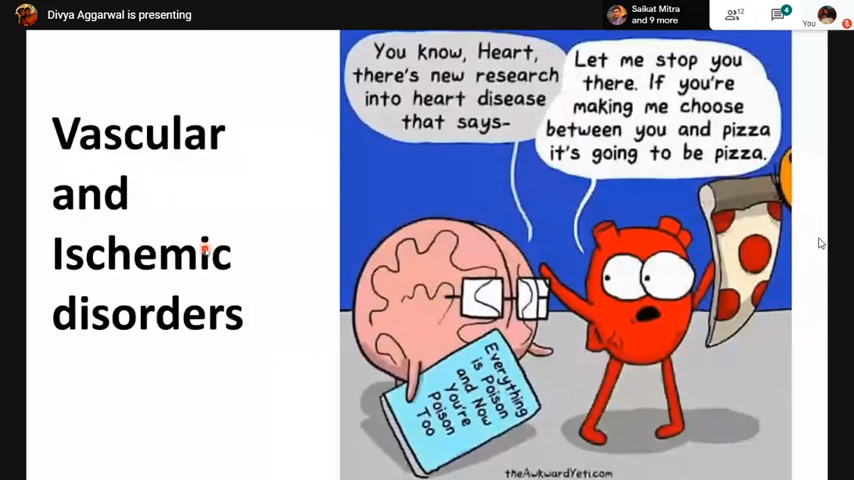 Divya Aggarwal is presenting
Saikat Mitra
and 9 more
12
4
You
Vascular
and
Ischemic
disorders
You know, Heart,
there's new research
into heart disease
that says-
Let me stop you
there. If you're
making me choose
between you and pizza
it's going to be pizza.
Everything
is Poison
and Now
You're
Poison
Too
theAwkwardYeti.com